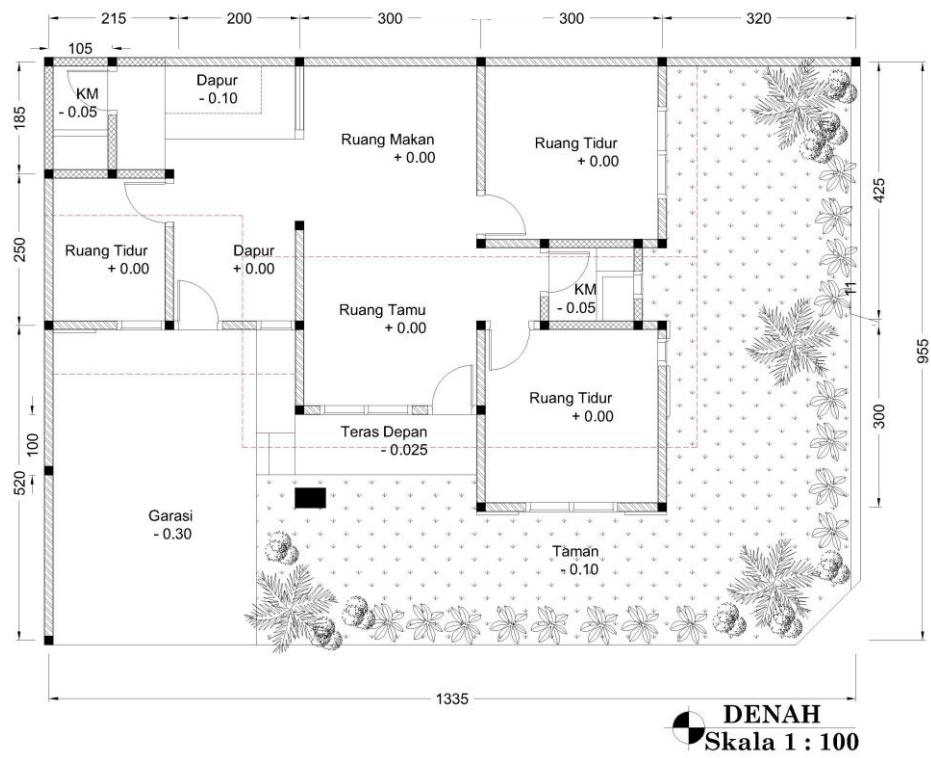 215
200
300
300
320
105
KM
- 0.05
Dapur
- 0.10
Ruang Makan
+ 0.00
Ruang Tidur
+ 0.00
185
425
250
Ruang Tidur
+ 0.00
Dapur
+ 0.00
Ruang Tamu
+ 0.00
KM
- 0.05
11
955
Ruang Tidur
+ 0.00
300
Teras Depan
- 0.025
100
520
Garasi
- 0.30
Taman
- 0.10
1335
DENAH
Skala 1 : 100